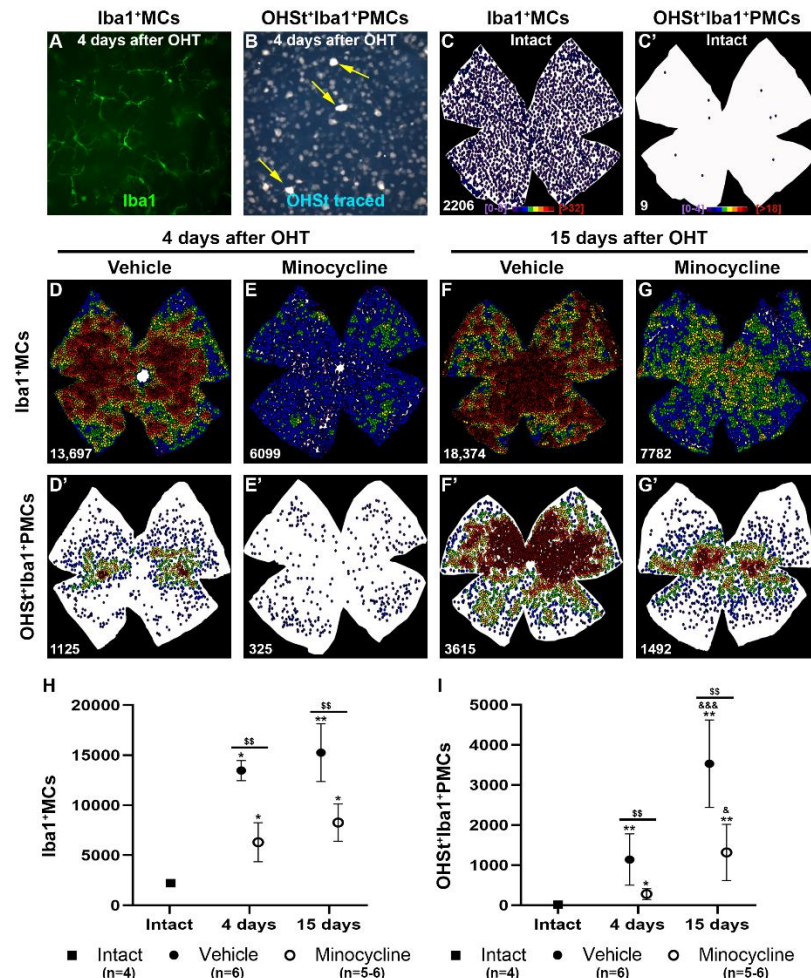 Iba1⁺MCs OHSt⁺Iba1⁺PMCs Iba1⁺MCs OHSt⁺Iba1⁺PMCs
A 4 days after OHT B 4 days after OHT C Intact C' Intact
Iba1 OHSt traced 2206 [0-8] [>32] 9 [0-4] [>18]
4 days after OHT 15 days after OHT
Vehicle Minocycline Vehicle Minocycline
Iba1⁺MCs
D E F G
13,697 6099 18,374 7782
OHSt⁺Iba1⁺PMCs
D' E' F' G'
1125 325 3615 1492
H
Iba1⁺MCs
20000
15000
10000
5000
0
$$ $$
* **
* *
Intact 4 days 15 days
Intact (n=4) Vehicle (n=6) Minocycline (n=5-6)
I
OHSt⁺Iba1⁺PMCs
5000
4000
3000
2000
1000
0
$$
&&&
**
$$
**
*
&
**
Intact 4 days 15 days
Intact (n=4) Vehicle (n=6) Minocycline (n=5-6)